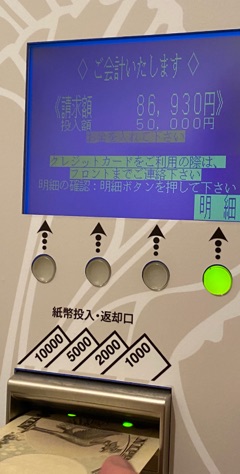 ◇ ご会計いたします ◇
《請求額 86,930円》
投入額 50,000円
クレジットカードをご利用の際は、
フロントまでご連絡下さい
明細の確認：明細ボタンを押して下さい
明細
紙幣投入・返却口
10000
5000
2000
1000